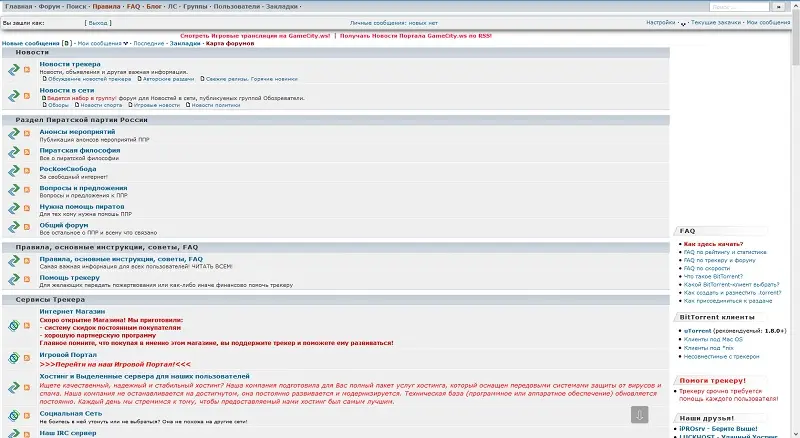 Главная · Форум · Поиск · Правила · FAQ · Блог · ЛС · Группы · Пользователи · Закладки ·
Вы зашли как: [ Выход ] Личные сообщения: новых нет Настройки · Текущие закачки · Мои сообщения
Смотреть Игровые трансляции на GameCity.ws! | Получать Новости Портала GameCity.ws по RSS!
Новые сообщения · Мои сообщения · Последние · Закладки · Карта форумов
Новости
Новости трекера
Новости, объявления и другая важная информация.
Обсуждение новостей трекера Авторские раздачи Свежие релизы. Горячие новинки
Новости в сети
Ведется набор в группу! форум для Новостей в сети, публикуемых группой Обозреватели.
Обзоры Новости спорта Игровые новости Новости политики
Раздел Пиратской партии России
Анонсы мероприятий
Публикация анонсов мероприятий ППР
Пиратская философия
Все о пиратской философии
РосКомСвобода
За свободный интернет!
Вопросы и предложения
Вопросы и предложения к ППР
Нужна помощь пиратов
Для тех кому нужна помощь ППР
Общий форум
Все остальное о ППР и всему что связано
Правила, основные инструкции, советы, FAQ
Правила, основные инструкции, советы, FAQ
Самая важная информация для всех пользователей! ЧИТАТЬ ВСЕМ!
Помощь трекеру
Для желающих передать пожертвования или как-либо иначе финансово помочь трекеру
Сервисы Трекера
Интернет Магазин
Скоро открытие Магазина! Мы приготовили:
- систему скидок постоянным покупателям
- хорошую партнерскую программу
Главное помните, что покупая в именно этом магазине, вы поддержите трекер и поможете ему развиваться!
Игровой Портал
>>>Перейти на наш Игровой Портал!<<<
Хостинг и Выделенные сервера для наших пользователей
Ищете качественный, надежный и стабильный хостинг? Наша компания подготовила для Вас полный пакет услуг хостинга, который оснащен передовыми системами защиты от вирусов и
спама. Наша компания не останавливается на достигнутом, она постоянно развивается и модернизируется. Техническая база (программное или аппаратное обеспечение) обновляется
постоянно. Каждый день мы стремимся к тому, чтобы предоставляемый нами хостинг был самым лучшим.
Социальная Сеть
Не боитесь в ней утонуть или не выбраться? Она не похожа на другие сети!
Наш IRC сервер
FAQ
Как здесь качать?
FAQ по рейтингу и статистике
FAQ по трекеру и форуму
FAQ по скорости
Что такое BitTorrent?
Какой BitTorrent-клиент выбрать?
Как создать и разместить .torrent?
Как присоединиться к раздаче
BitTorrent клиенты
uTorrent (рекомендуемый: 1.8.0+)
Клиенты под Mac OS
Клиенты под *nix
Несовместимые с трекером
Помоги трекеру!
Трекеру срочно требуется
помощь каждого пользователя!
Наши друзья!
iPROsrv - Берите Выше!
LUCKHOST - Удачный Хостинг